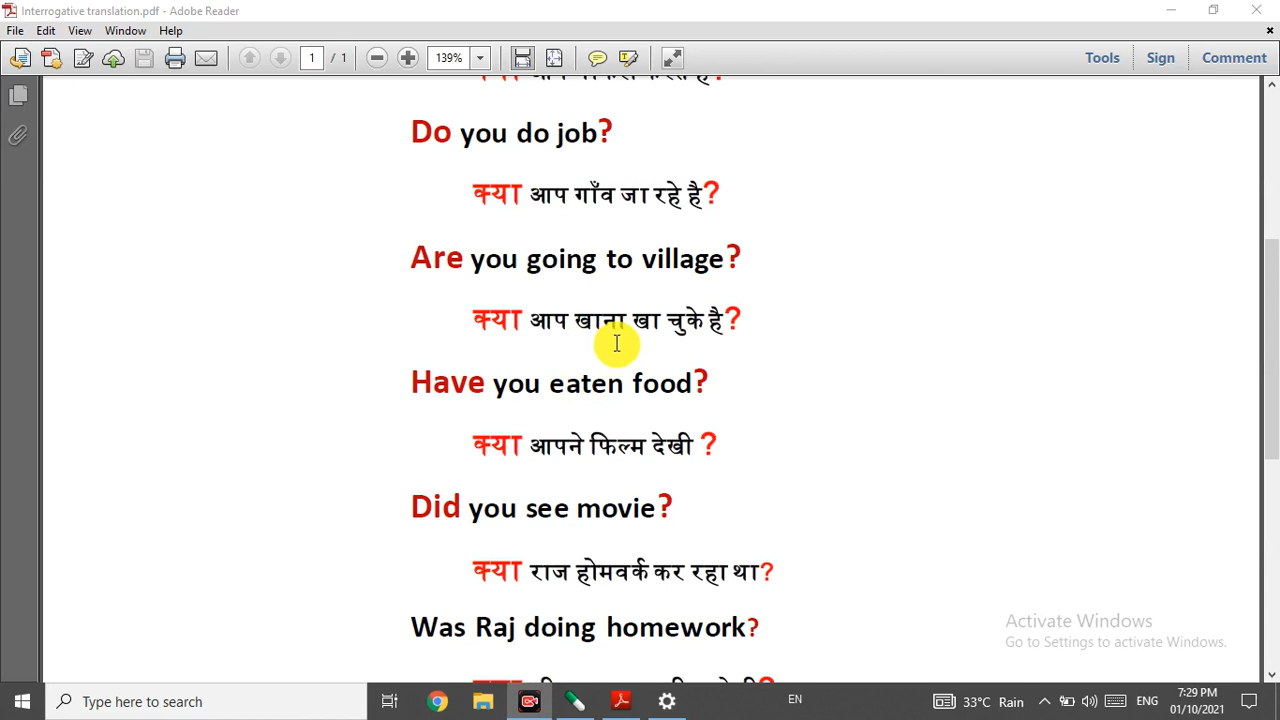 Interrogative translation.pdf - Adobe Reader
File Edit View Window Help
1 / 1 139% Tools Sign Comment
Do you do job?
क्या आप गाँव जा रहे है?
Are you going to village?
क्या आप खाना खा चुके है?
Have you eaten food?
क्या आपने फिल्म देखी ?
Did you see movie?
क्या राज होमवर्क कर रहा था?
Was Raj doing homework?
Activate Windows
Go to Settings to activate Windows.
Type here to search
EN
33°C Rain
ENG
7:29 PM
01/10/2021